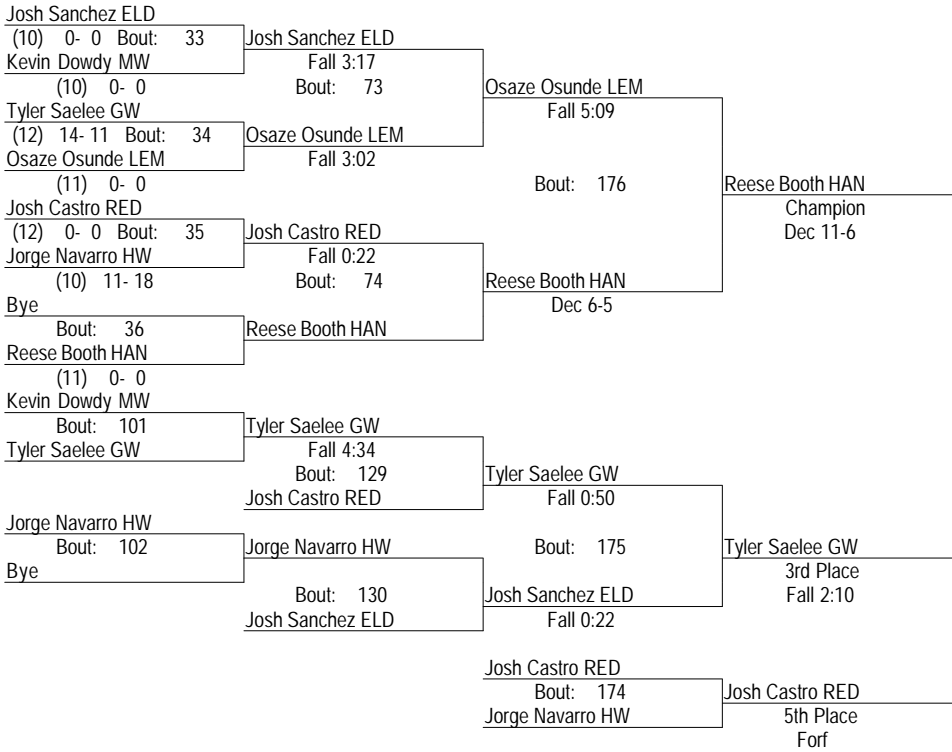 Josh Sanchez ELD
(10) 0- 0 Bout: 33 Josh Sanchez ELD
Kevin Dowdy MW Fall 3:17
(10) 0- 0 Bout: 73 Osaze Osunde LEM
Tyler Saelee GW Fall 5:09
(12) 14- 11 Bout: 34 Osaze Osunde LEM
Osaze Osunde LEM Fall 3:02
(11) 0- 0 Bout: 176 Reese Booth HAN
Josh Castro RED Champion
(12) 0- 0 Bout: 35 Josh Castro RED Dec 11-6
Jorge Navarro HW Fall 0:22
(10) 11- 18 Bout: 74 Reese Booth HAN
Bye Dec 6-5
Bout: 36 Reese Booth HAN
Reese Booth HAN
(11) 0- 0
Kevin Dowdy MW
Bout: 101 Tyler Saelee GW
Tyler Saelee GW Fall 4:34
Bout: 129 Tyler Saelee GW
Josh Castro RED Fall 0:50
Jorge Navarro HW
Bout: 102 Jorge Navarro HW Bout: 175 Tyler Saelee GW
Bye 3rd Place
Bout: 130 Josh Sanchez ELD Fall 2:10
Josh Sanchez ELD Fall 0:22
Josh Castro RED
Bout: 174 Josh Castro RED
Jorge Navarro HW 5th Place
Forf